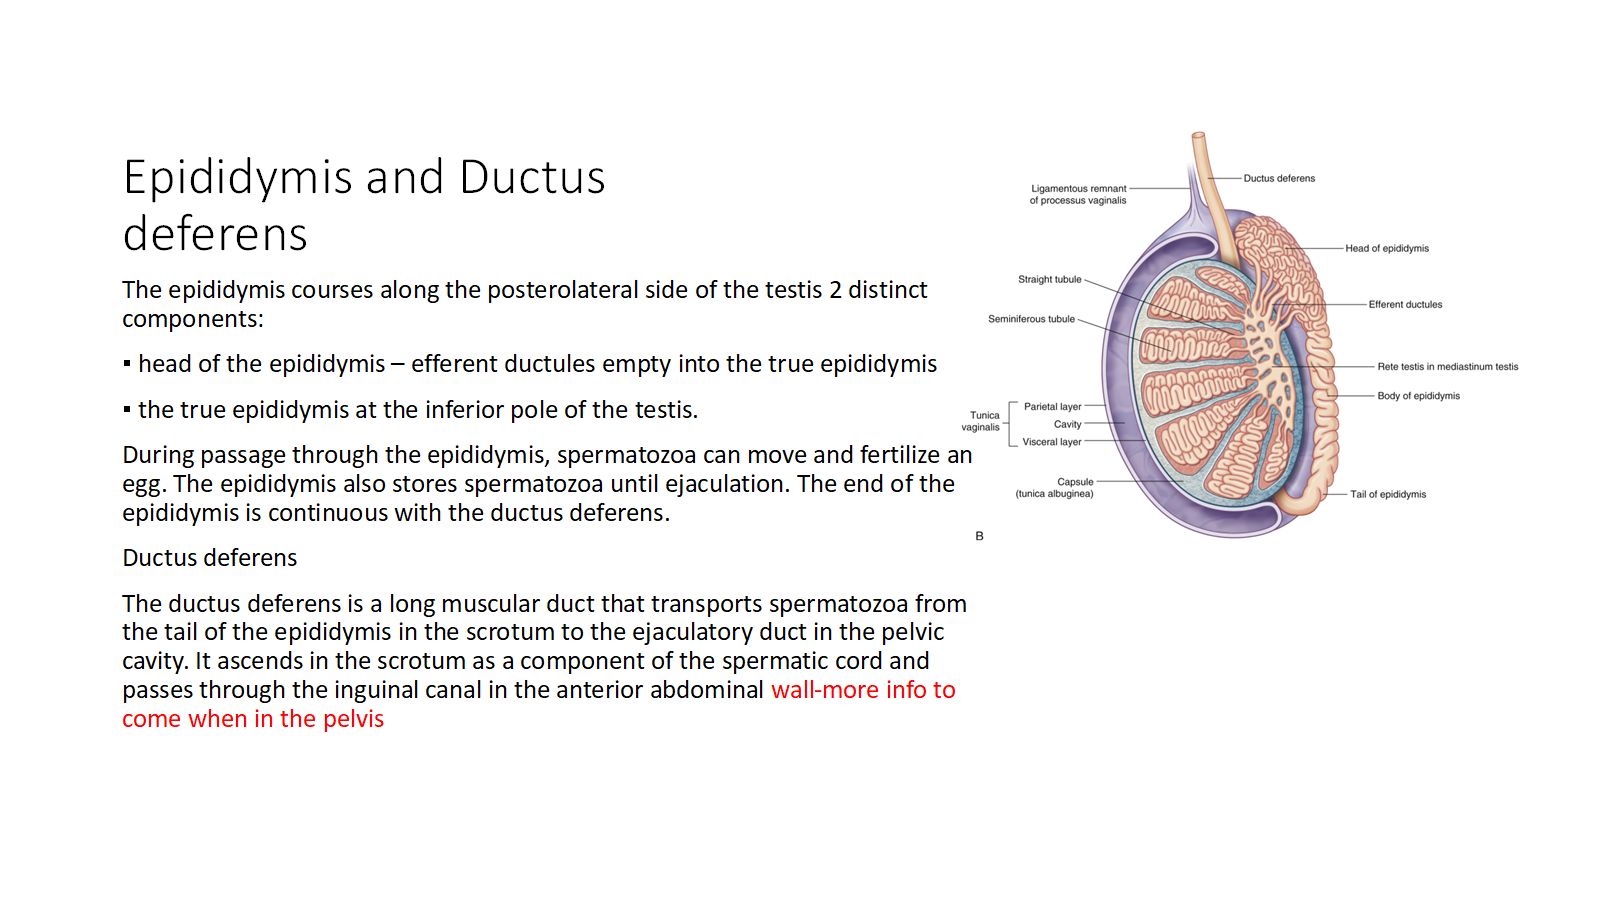 Epididymis and Ductus
deferens
The epididymis courses along the posterolateral side of the testis 2 distinct
components:
▪ head of the epididymis – efferent ductules empty into the true epididymis
▪ the true epididymis at the inferior pole of the testis.
During passage through the epididymis, spermatozoa can move and fertilize an
egg. The epididymis also stores spermatozoa until ejaculation. The end of the
epididymis is continuous with the ductus deferens.
Ductus deferens
The ductus deferens is a long muscular duct that transports spermatozoa from
the tail of the epididymis in the scrotum to the ejaculatory duct in the pelvic
cavity. It ascends in the scrotum as a component of the spermatic cord and
passes through the inguinal canal in the anterior abdominal wall-more info to
come when in the pelvis
Ductus deferens
Ligamentous remnant
of processus vaginalis
Head of epididymis
Straight tubule
Efferent ductules
Seminiferous tubule
Rete testis in mediastinum testis
Body of epididymis
Tunica
vaginalis
Parietal layer
Cavity
Visceral layer
Capsule
(tunica albuginea)
Tail of epididymis
B